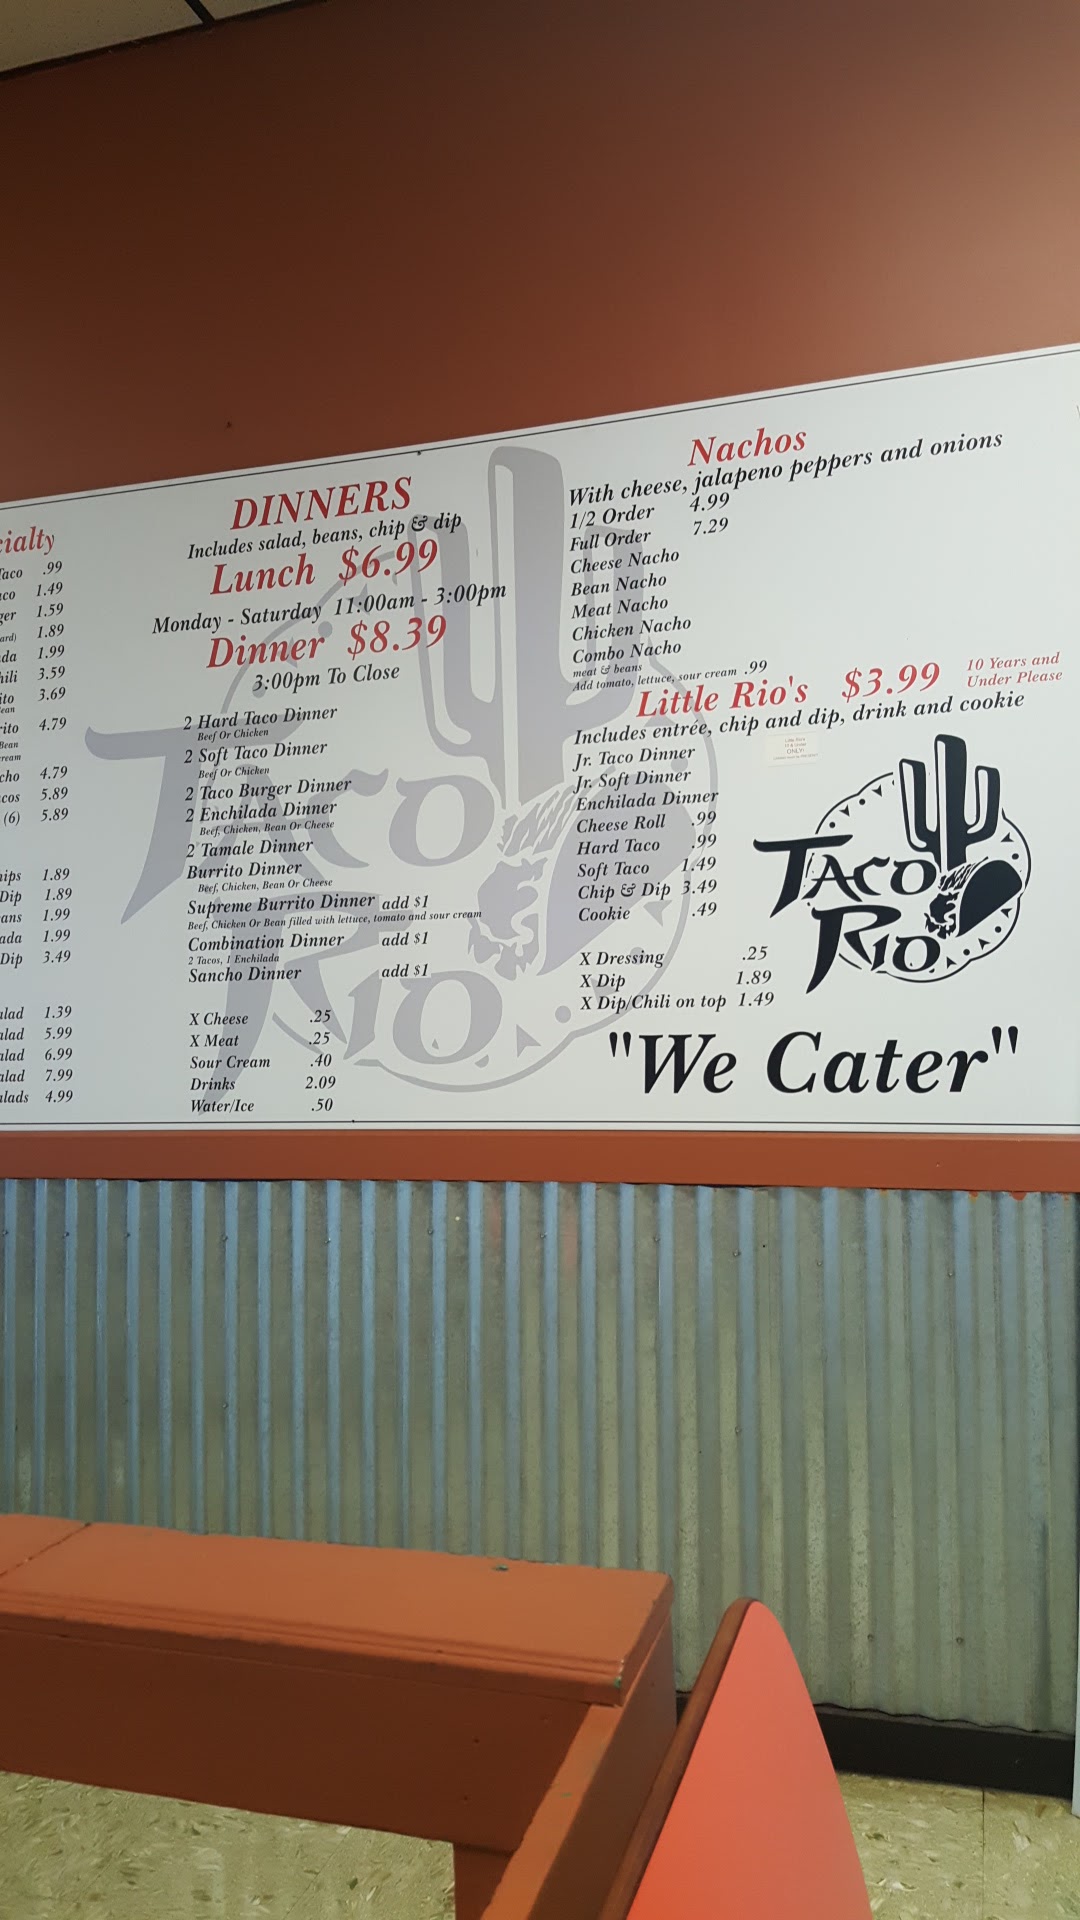 Taco .99
1.49
1.59
1.89
1.99
3.59
3.69
4.79
4.79
5.89
(6) 5.89
1.89
Dip 1.89
1.99
1.99
Dip 3.49
1.39
5.99
6.99
7.99
4.99
DINNERS
Includes salad, beans, chip & dip
Lunch $6.99
Monday - Saturday 11:00am - 3:00pm
Dinner $8.39
3:00pm To Close
2 Hard Taco Dinner
Beef Or Chicken
2 Soft Taco Dinner
Beef Or Chicken
2 Taco Burger Dinner
2 Enchilada Dinner
Beef, Chicken, Bean Or Cheese
2 Tamale Dinner
Burrito Dinner
Beef, Chicken, Bean Or Cheese
Supreme Burrito Dinner add $1
Beef, Chicken Or Bean filled with lettuce, tomato and sour cream
Combination Dinner add $1
2 Tacos, 1 Enchilada
Sancho Dinner add $1
X Cheese .25
X Meat .25
Sour Cream .40
Drinks 2.09
Water/Ice .50
TACO
RIO
Nachos
With cheese, jalapeno peppers and onions
1/2 Order 4.99
Full Order 7.29
Cheese Nacho
Bean Nacho
Meat Nacho
Chicken Nacho
Combo Nacho
meat & beans
Add tomato, lettuce, sour cream .99
Little Rio's $3.99 10 Years and
Under Please
Includes entrée, chip and dip, drink and cookie
Jr. Taco Dinner
Jr. Soft Dinner
Enchilada Dinner
Cheese Roll .99
Hard Taco .99
Soft Taco 1.49
Chip & Dip 3.49
Cookie .49
X Dressing .25
X Dip 1.89
X Dip/Chili on top 1.49
TACO
RIO
"We Cater"